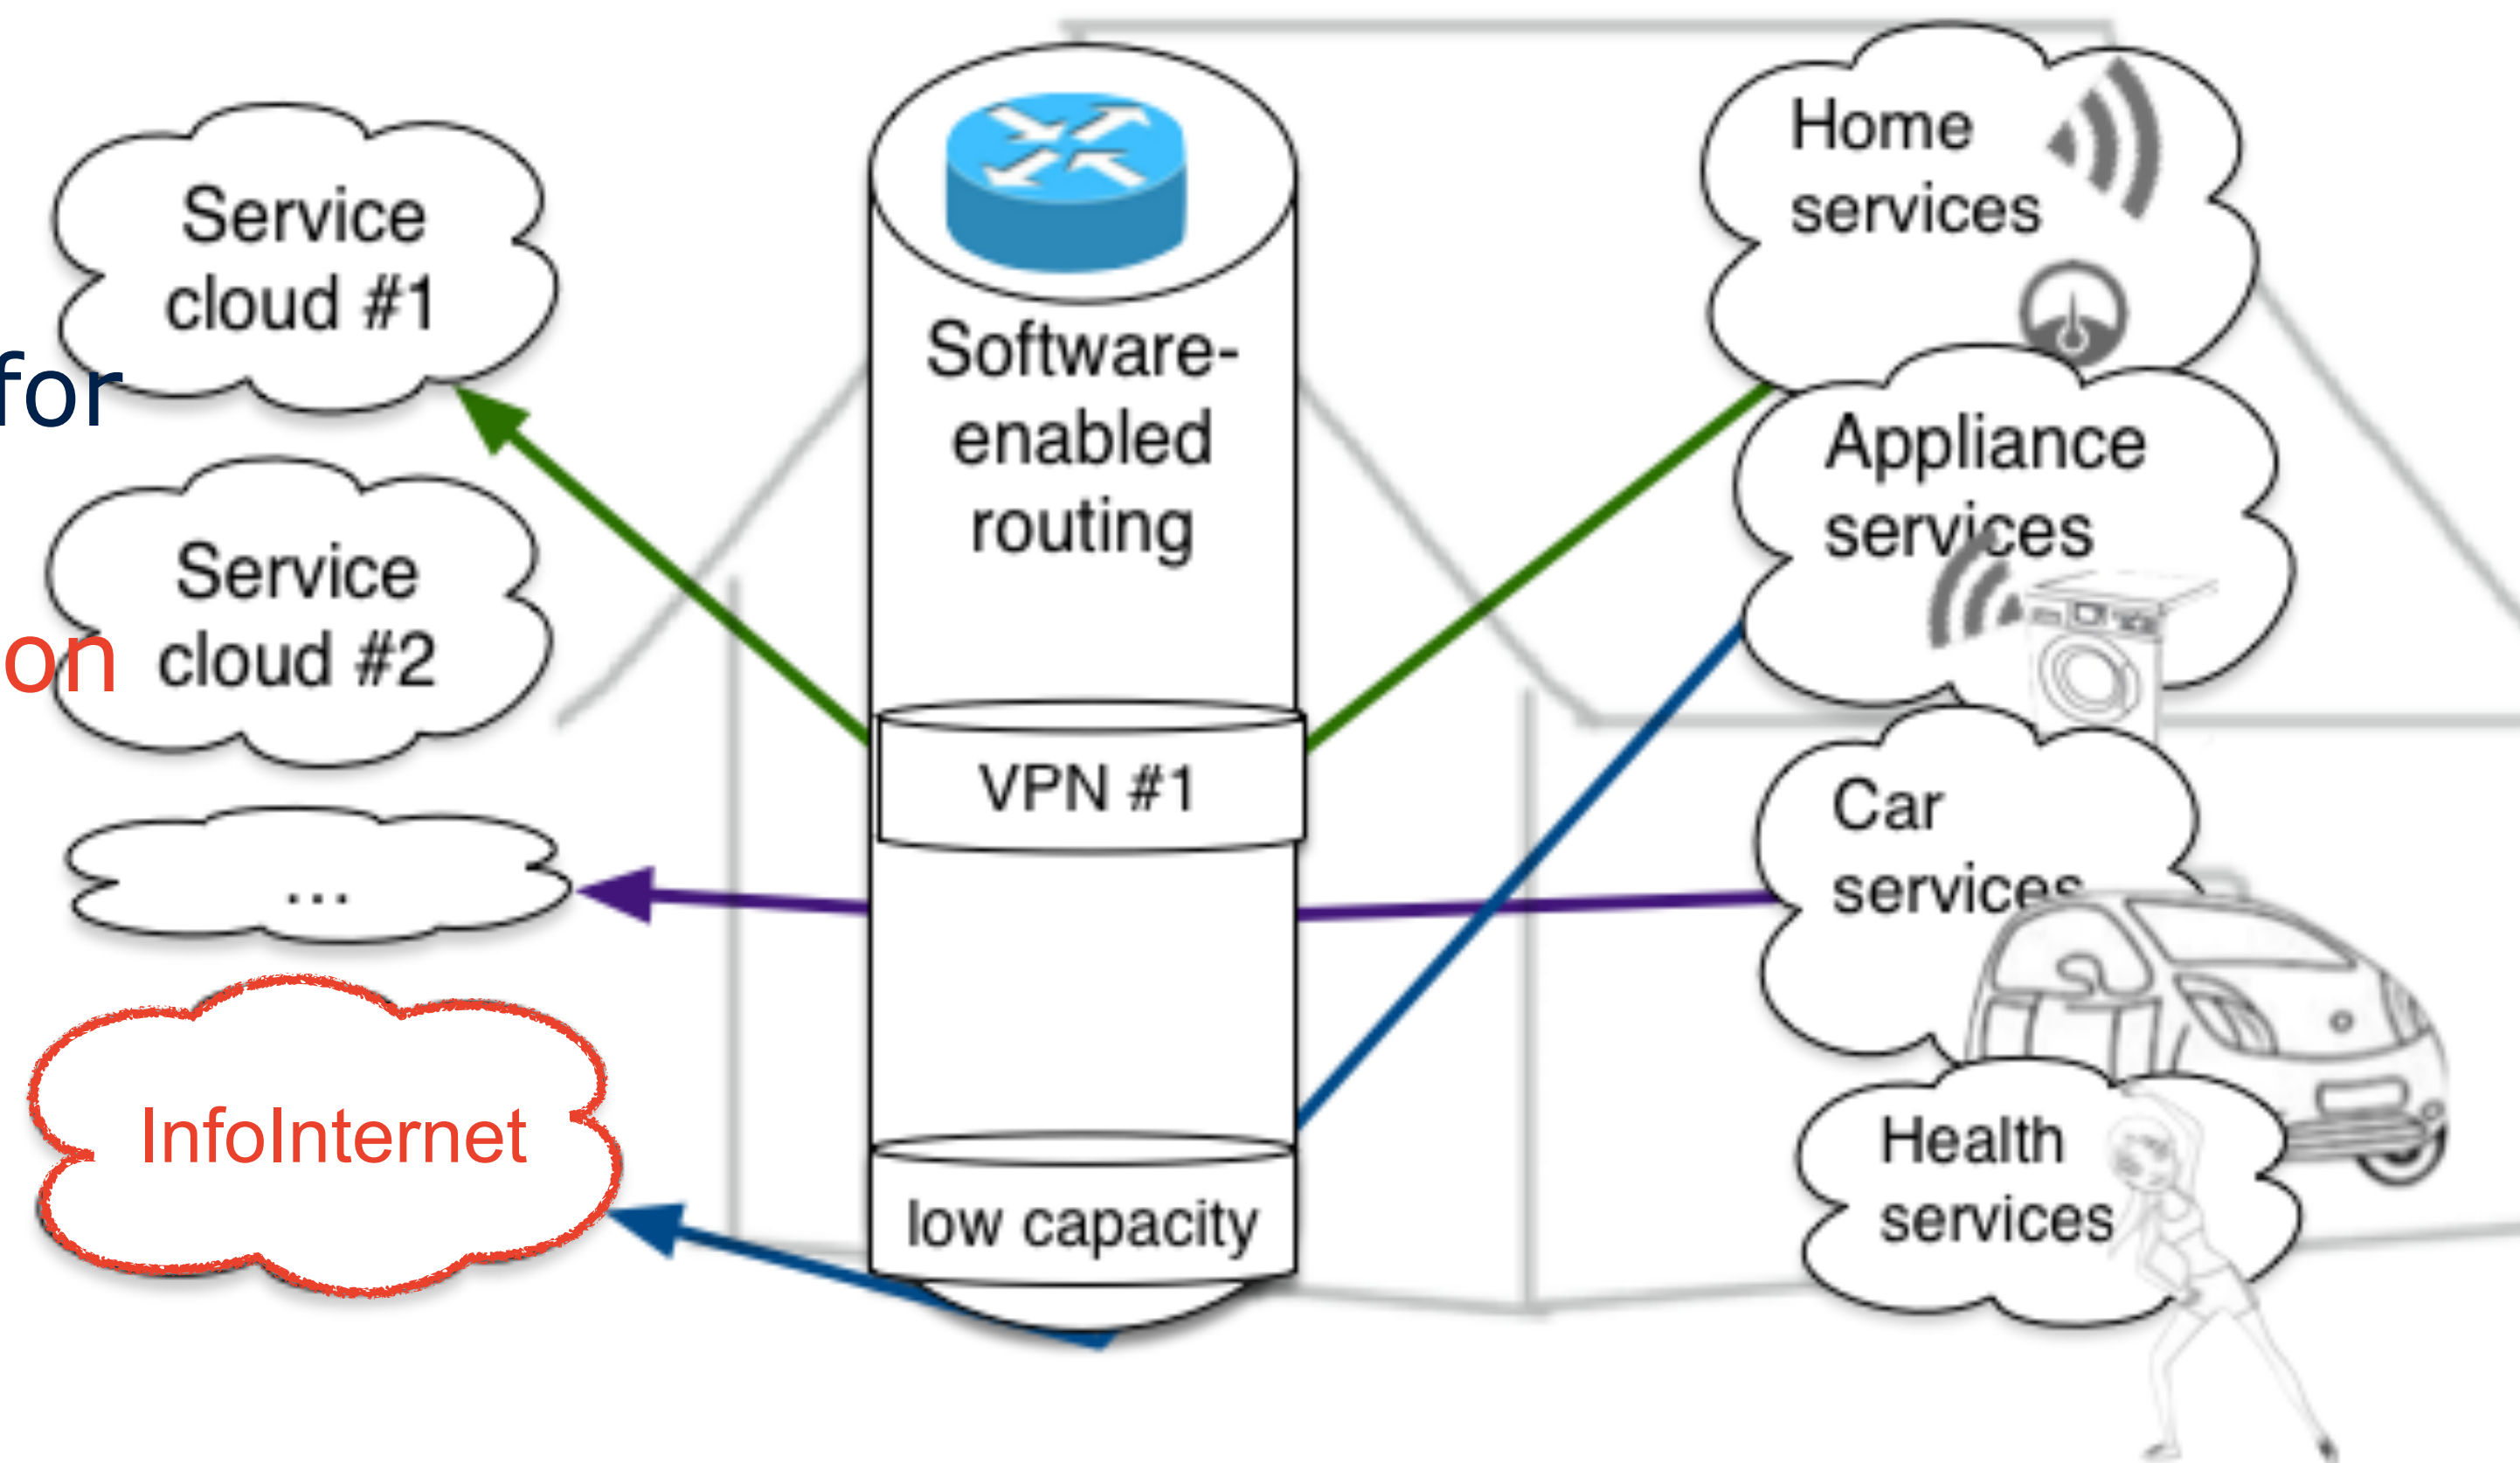 Service
cloud #1
for
Service
cloud #2
on
...
InfoInternet
Software-
enabled
routing
VPN #1
low capacity
Home
services
Appliance
services
Car
services
Health
services